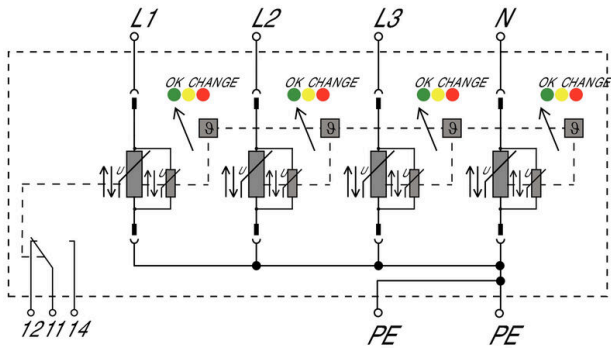 L1 L2 L3 N
OK CHANGE OK CHANGE OK CHANGE OK CHANGE
ϑ ϑ ϑ ϑ
U U U U U U U U
12 11 14 PE PE